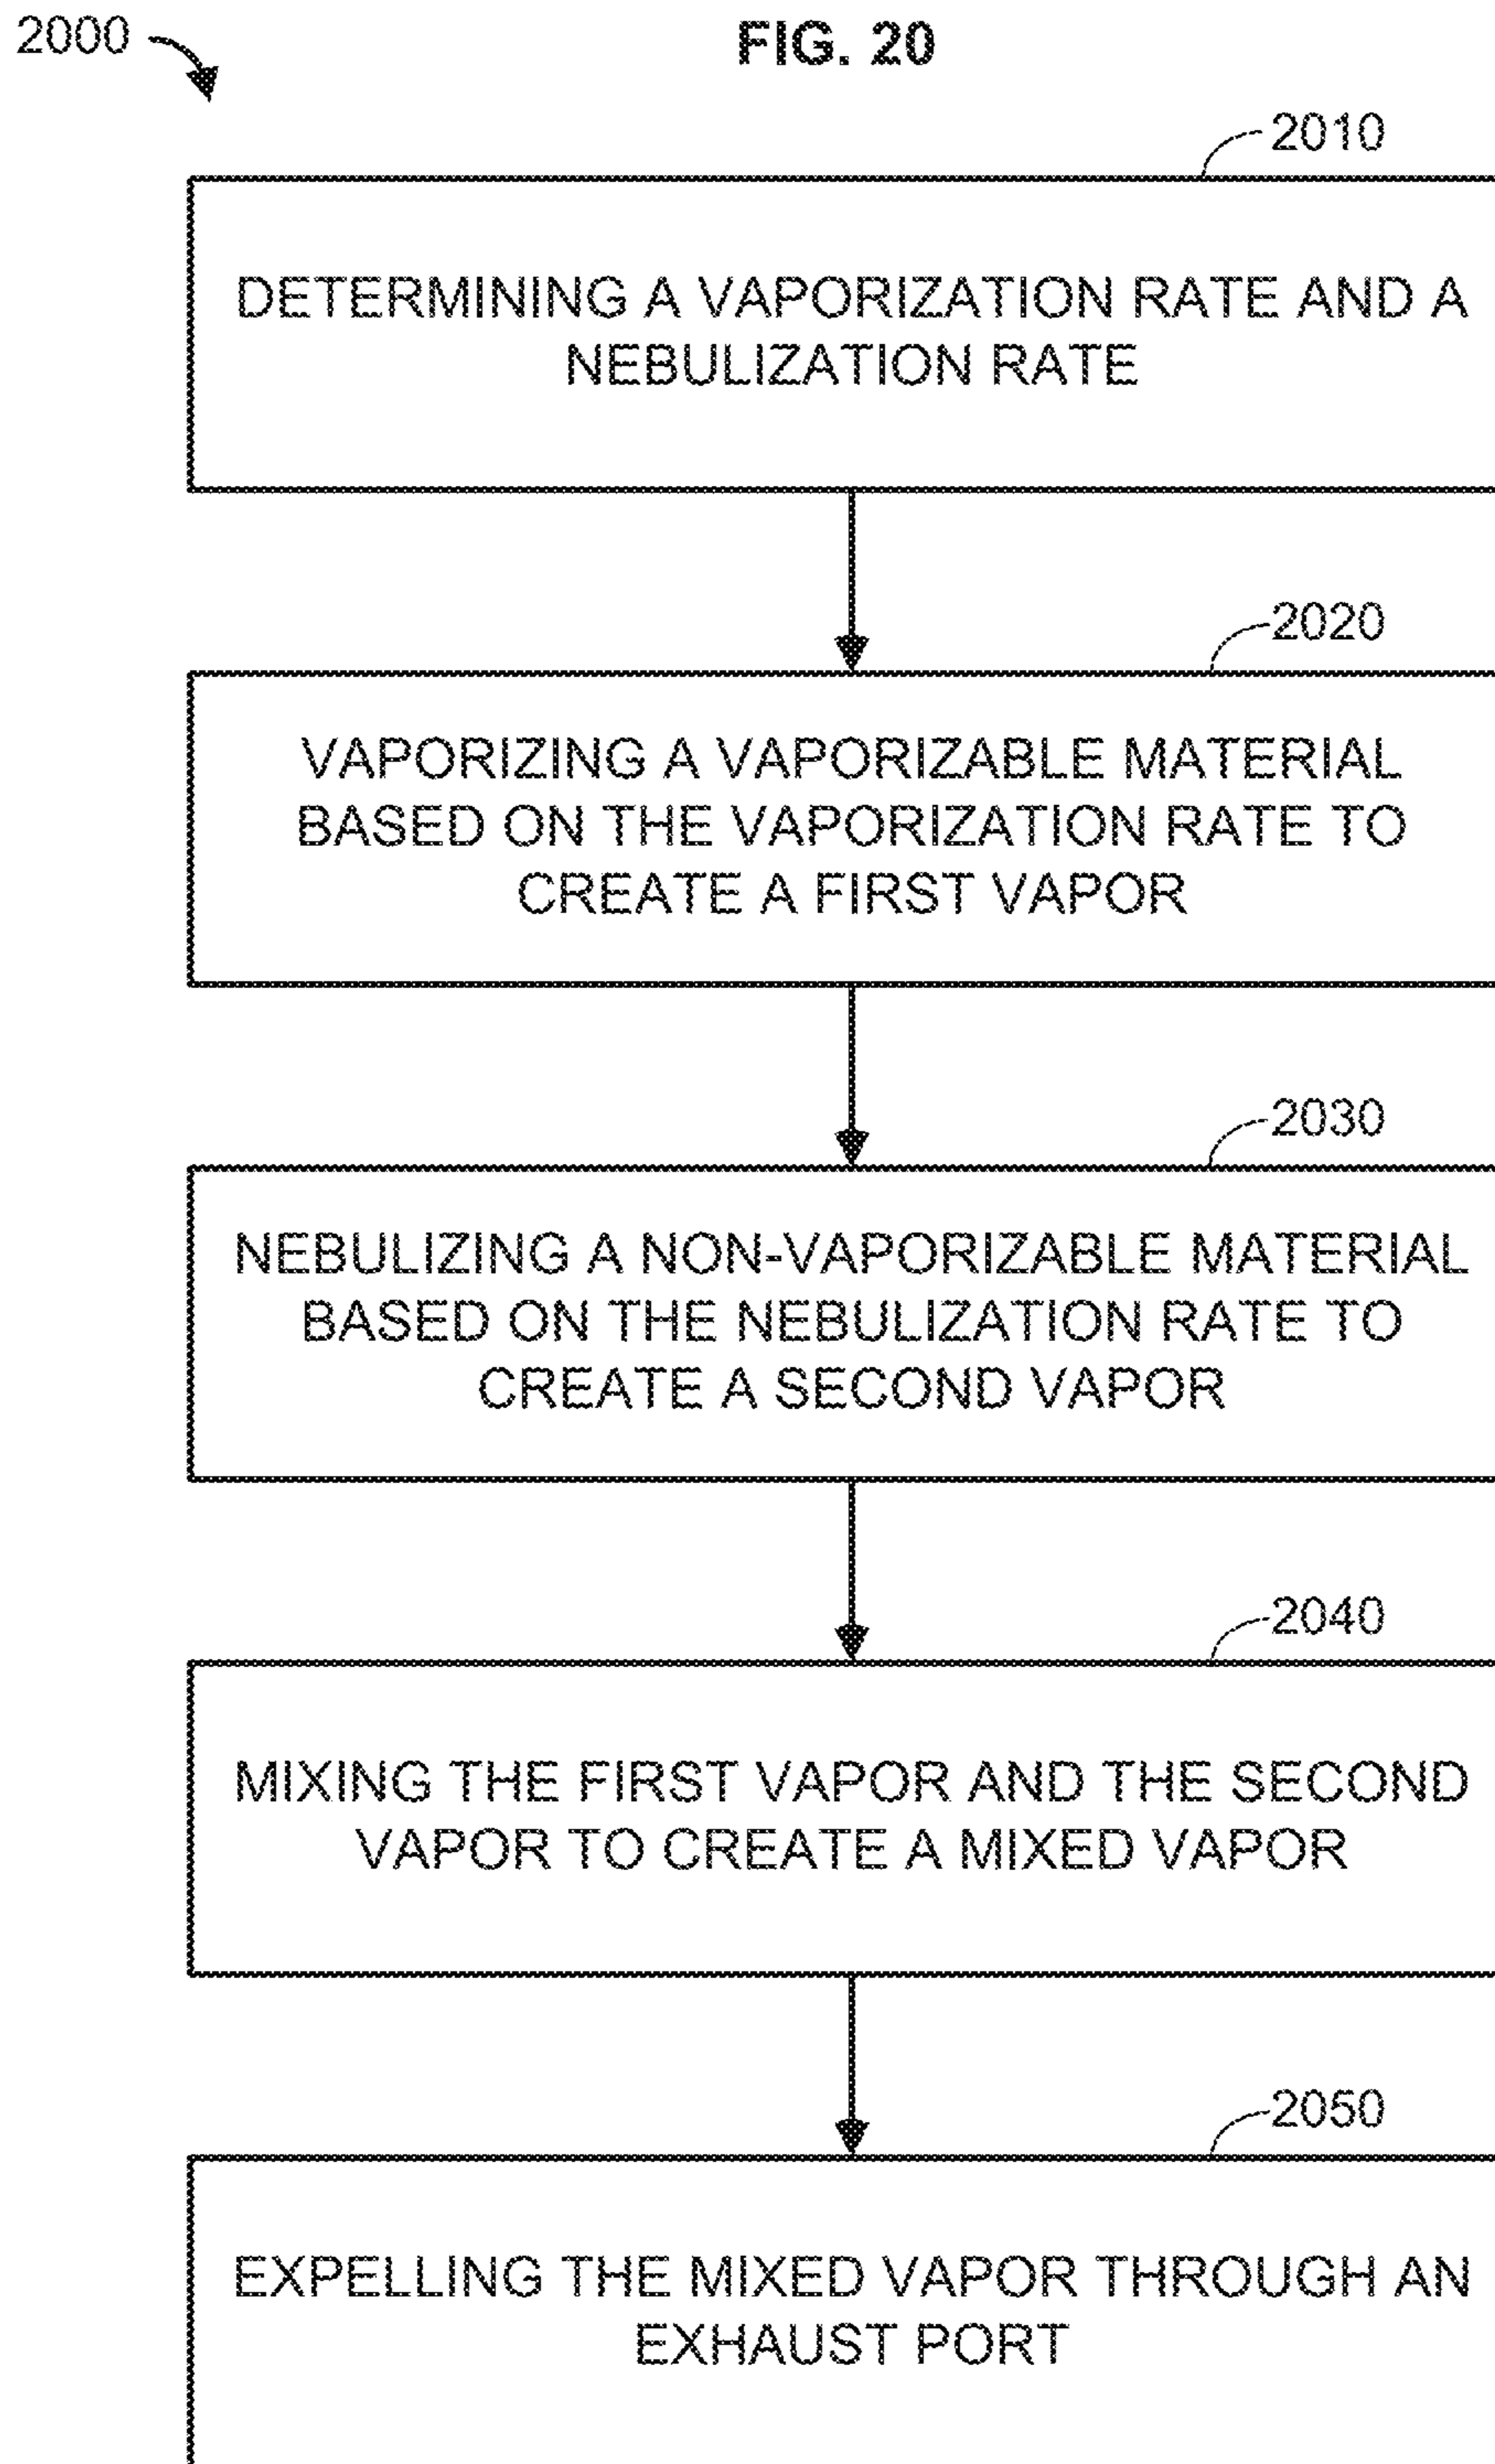 2000
FIG. 20
2010
DETERMINING A VAPORIZATION RATE AND A
NEBULIZATION RATE
2020
VAPORIZING A VAPORIZABLE MATERIAL
BASED ON THE VAPORIZATION RATE TO
CREATE A FIRST VAPOR
2030
NEBULIZING A NON-VAPORIZABLE MATERIAL
BASED ON THE NEBULIZATION RATE TO
CREATE A SECOND VAPOR
2040
MIXING THE FIRST VAPOR AND THE SECOND
VAPOR TO CREATE A MIXED VAPOR
2050
EXPELLING THE MIXED VAPOR THROUGH AN
EXHAUST PORT